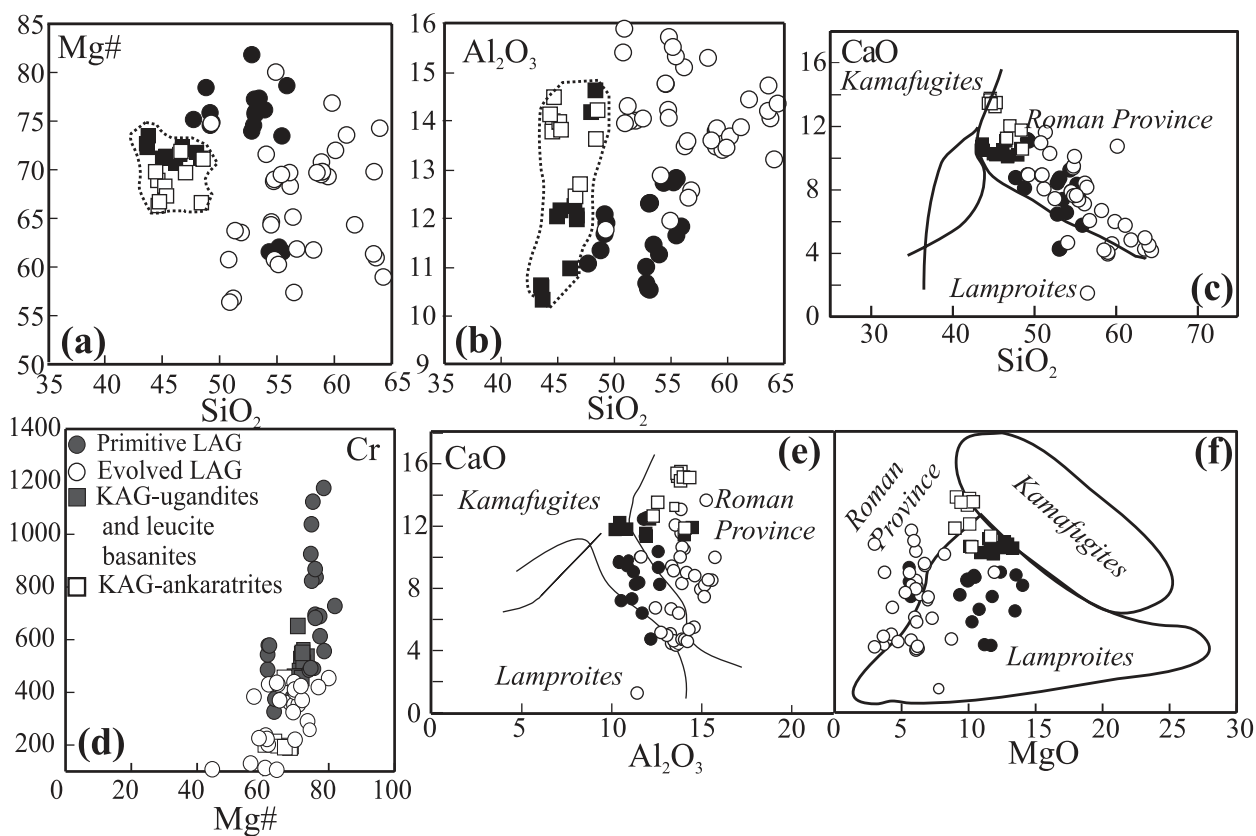 Mg#
85
80
75
70
65
60
55
50
(a)
35
40
45
50
55
60
65
SiO₂
Al₂O₃
16
15
14
13
12
11
10
9
(b)
35
40
45
50
55
60
65
SiO₂
CaO
16
12
8
4
0
Kamafugites
Roman Province
Lamproites
(c)
30
40
50
60
70
SiO₂
1400
1200
1000
800
600
400
200
Cr
Primitive LAG
Evolved LAG
KAG-ugandites
and leucite
basanites
KAG-ankaratrites
(d)
0
20
40
60
80
100
Mg#
CaO
(e)
16
12
8
4
0
Kamafugites
Roman
Province
Lamproites
0
5
10
15
20
Al₂O₃
(f)
Roman
Province
Kamafugites
Lamproites
5
10
15
20
25
30
MgO